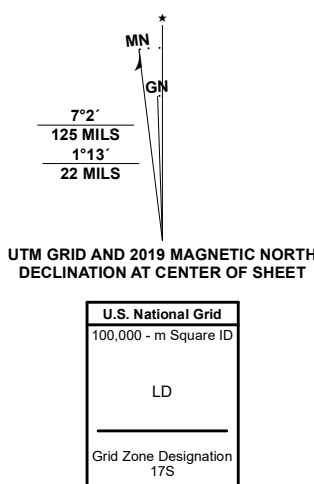 ★
MN
GN
7°2´
125 MILS
1°13´
22 MILS
UTM GRID AND 2019 MAGNETIC NORTH
DECLINATION AT CENTER OF SHEET
U.S. National Grid
100,000 - m Square ID
LD
Grid Zone Designation
17S